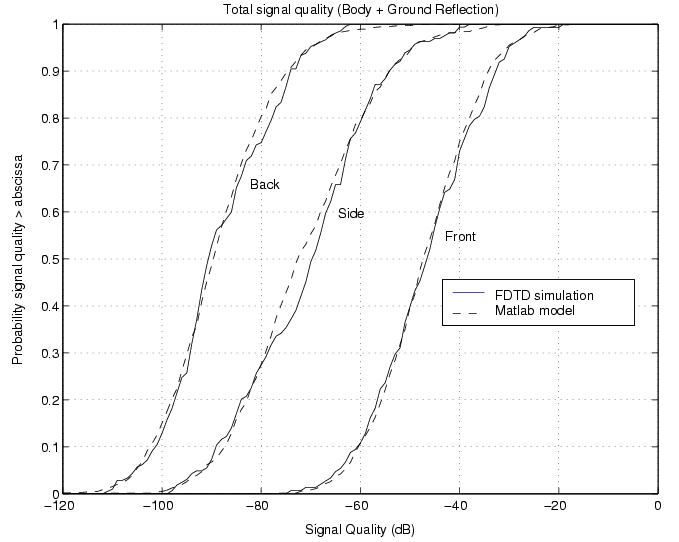 Total signal quality (Body + Ground Reflection)
Probability signal quality > abscissa
1
0.9
0.8
0.7
0.6
0.5
0.4
0.3
0.2
0.1
0
Back
Side
Front
FDTD simulation
Matlab model
−120 −100 −80 −60 −40 −20 0
Signal Quality (dB)